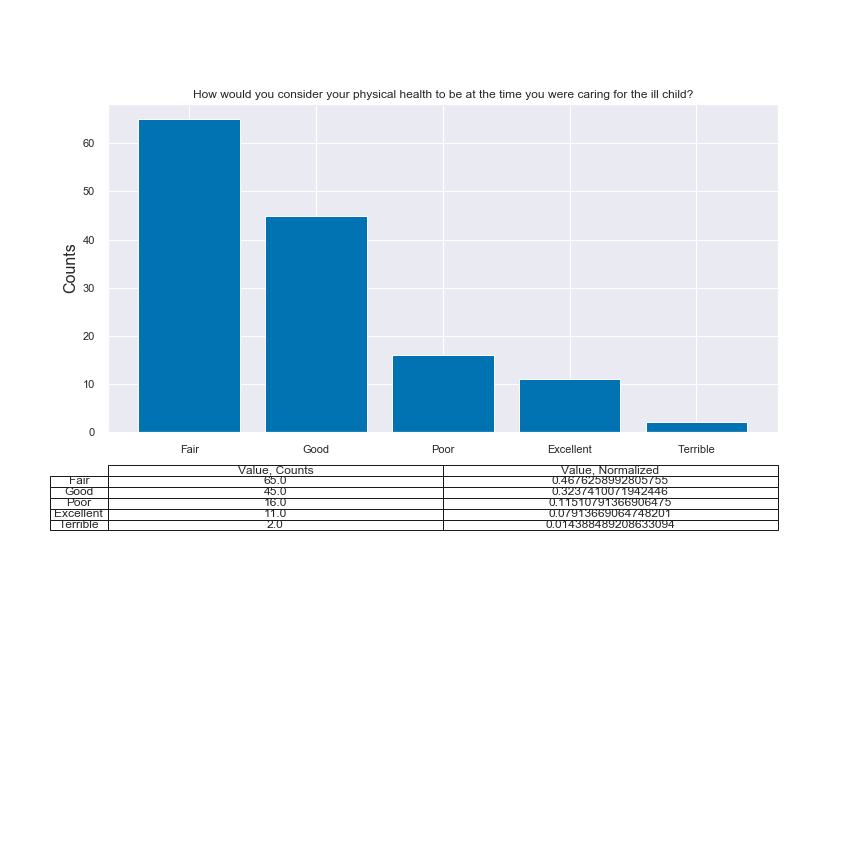 How would you consider your physical health to be at the time you were caring for the ill child?
60
50
40
30
20
10
0
Counts
Fair Good Poor Excellent Terrible
Value, Counts Value, Normalized
Fair 65.0 0.4676258992805755
Good 45.0 0.3237410071942446
Poor 16.0 0.11510791366906475
Excellent 11.0 0.07913669064748201
Terrible 2.0 0.014388489208633094